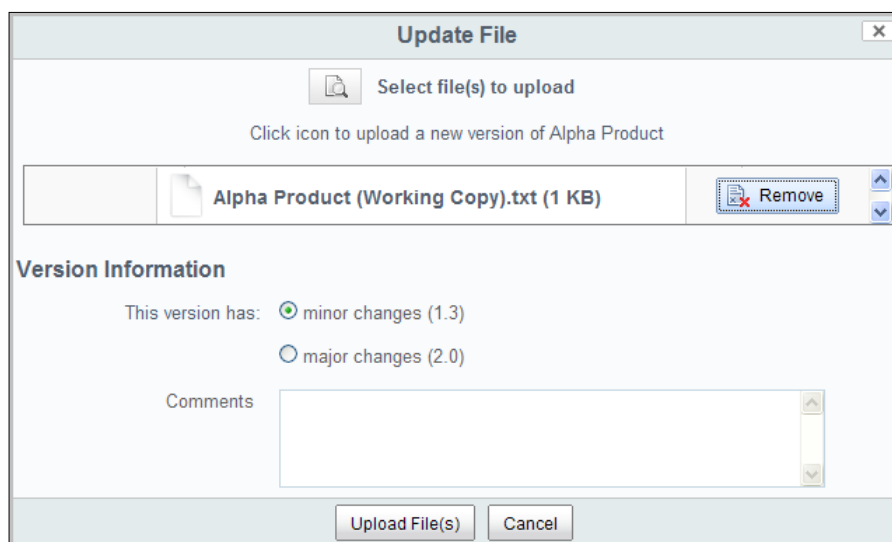 Update File
Select file(s) to upload
Click icon to upload a new version of Alpha Product
Alpha Product (Working Copy).txt (1 KB)
Remove
Version Information
This version has:
minor changes (1.3)
major changes (2.0)
Comments
Upload File(s)
Cancel